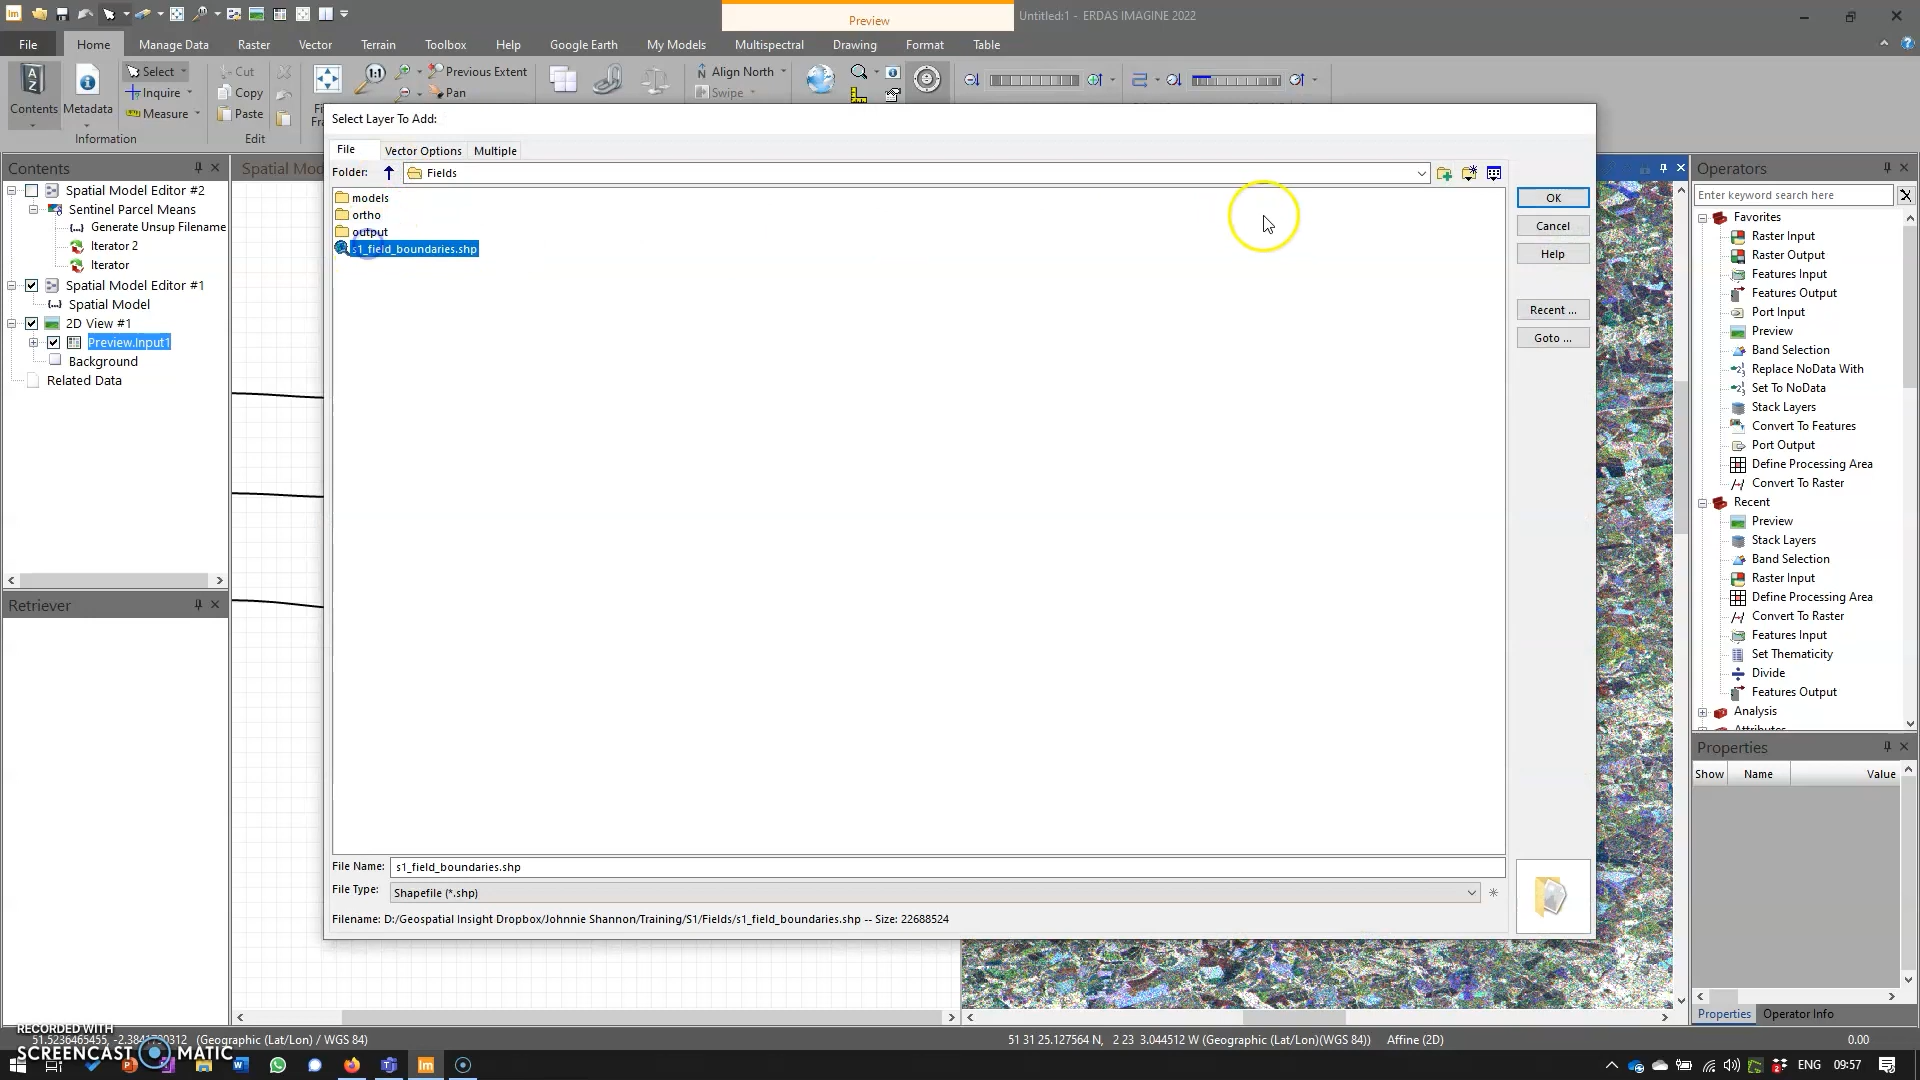 Preview
Untitled:1 - ERDAS IMAGINE 2022
File Home Manage Data Raster Vector Terrain Toolbox Help Google Earth My Models Multispectral Drawing Format Table
Contents
Metadata
Select
Inquire
Measure
Information
Cut
Copy
Paste
Edit
1:1
Previous Extent
Pan
Align North
Swipe
Select Layer To Add:
File Vector Options Multiple
Folder: Fields
models
ortho
output
s1_field_boundaries.shp
OK
Cancel
Help
Recent ...
Goto ...
File Name: s1_field_boundaries.shp
File Type: Shapefile (*.shp)
Filename: D:/Geospatial Insight Dropbox/Johnnie Shannon/Training/S1/Fields/s1_field_boundaries.shp -- Size: 22688524
Contents
Spatial Model Editor #2
Sentinel Parcel Means
Generate Unsup Filename
Iterator 2
Iterator
Spatial Model Editor #1
Spatial Model
2D View #1
Preview.Input1
Background
Related Data
Retriever
Spatial Mod
Operators
Enter keyword search here
Favorites
Raster Input
Raster Output
Features Input
Features Output
Port Input
Preview
Band Selection
Replace NoData With
Set To NoData
Stack Layers
Convert To Features
Port Output
Define Processing Area
Convert To Raster
Recent
Preview
Stack Layers
Band Selection
Raster Input
Define Processing Area
Convert To Raster
Features Input
Set Thematicity
Divide
Features Output
Analysis
Attributes
Properties
Show Name Value
Properties Operator Info
(Geographic (Lat/Lon) / WGS 84)
51 31 25.127564 N, 2 23 3.044512 W (Geographic (Lat/Lon)(WGS 84)) Affine (2D) 0.00
RECORDED WITH
SCREENCAST MATIC
ENG 09:57